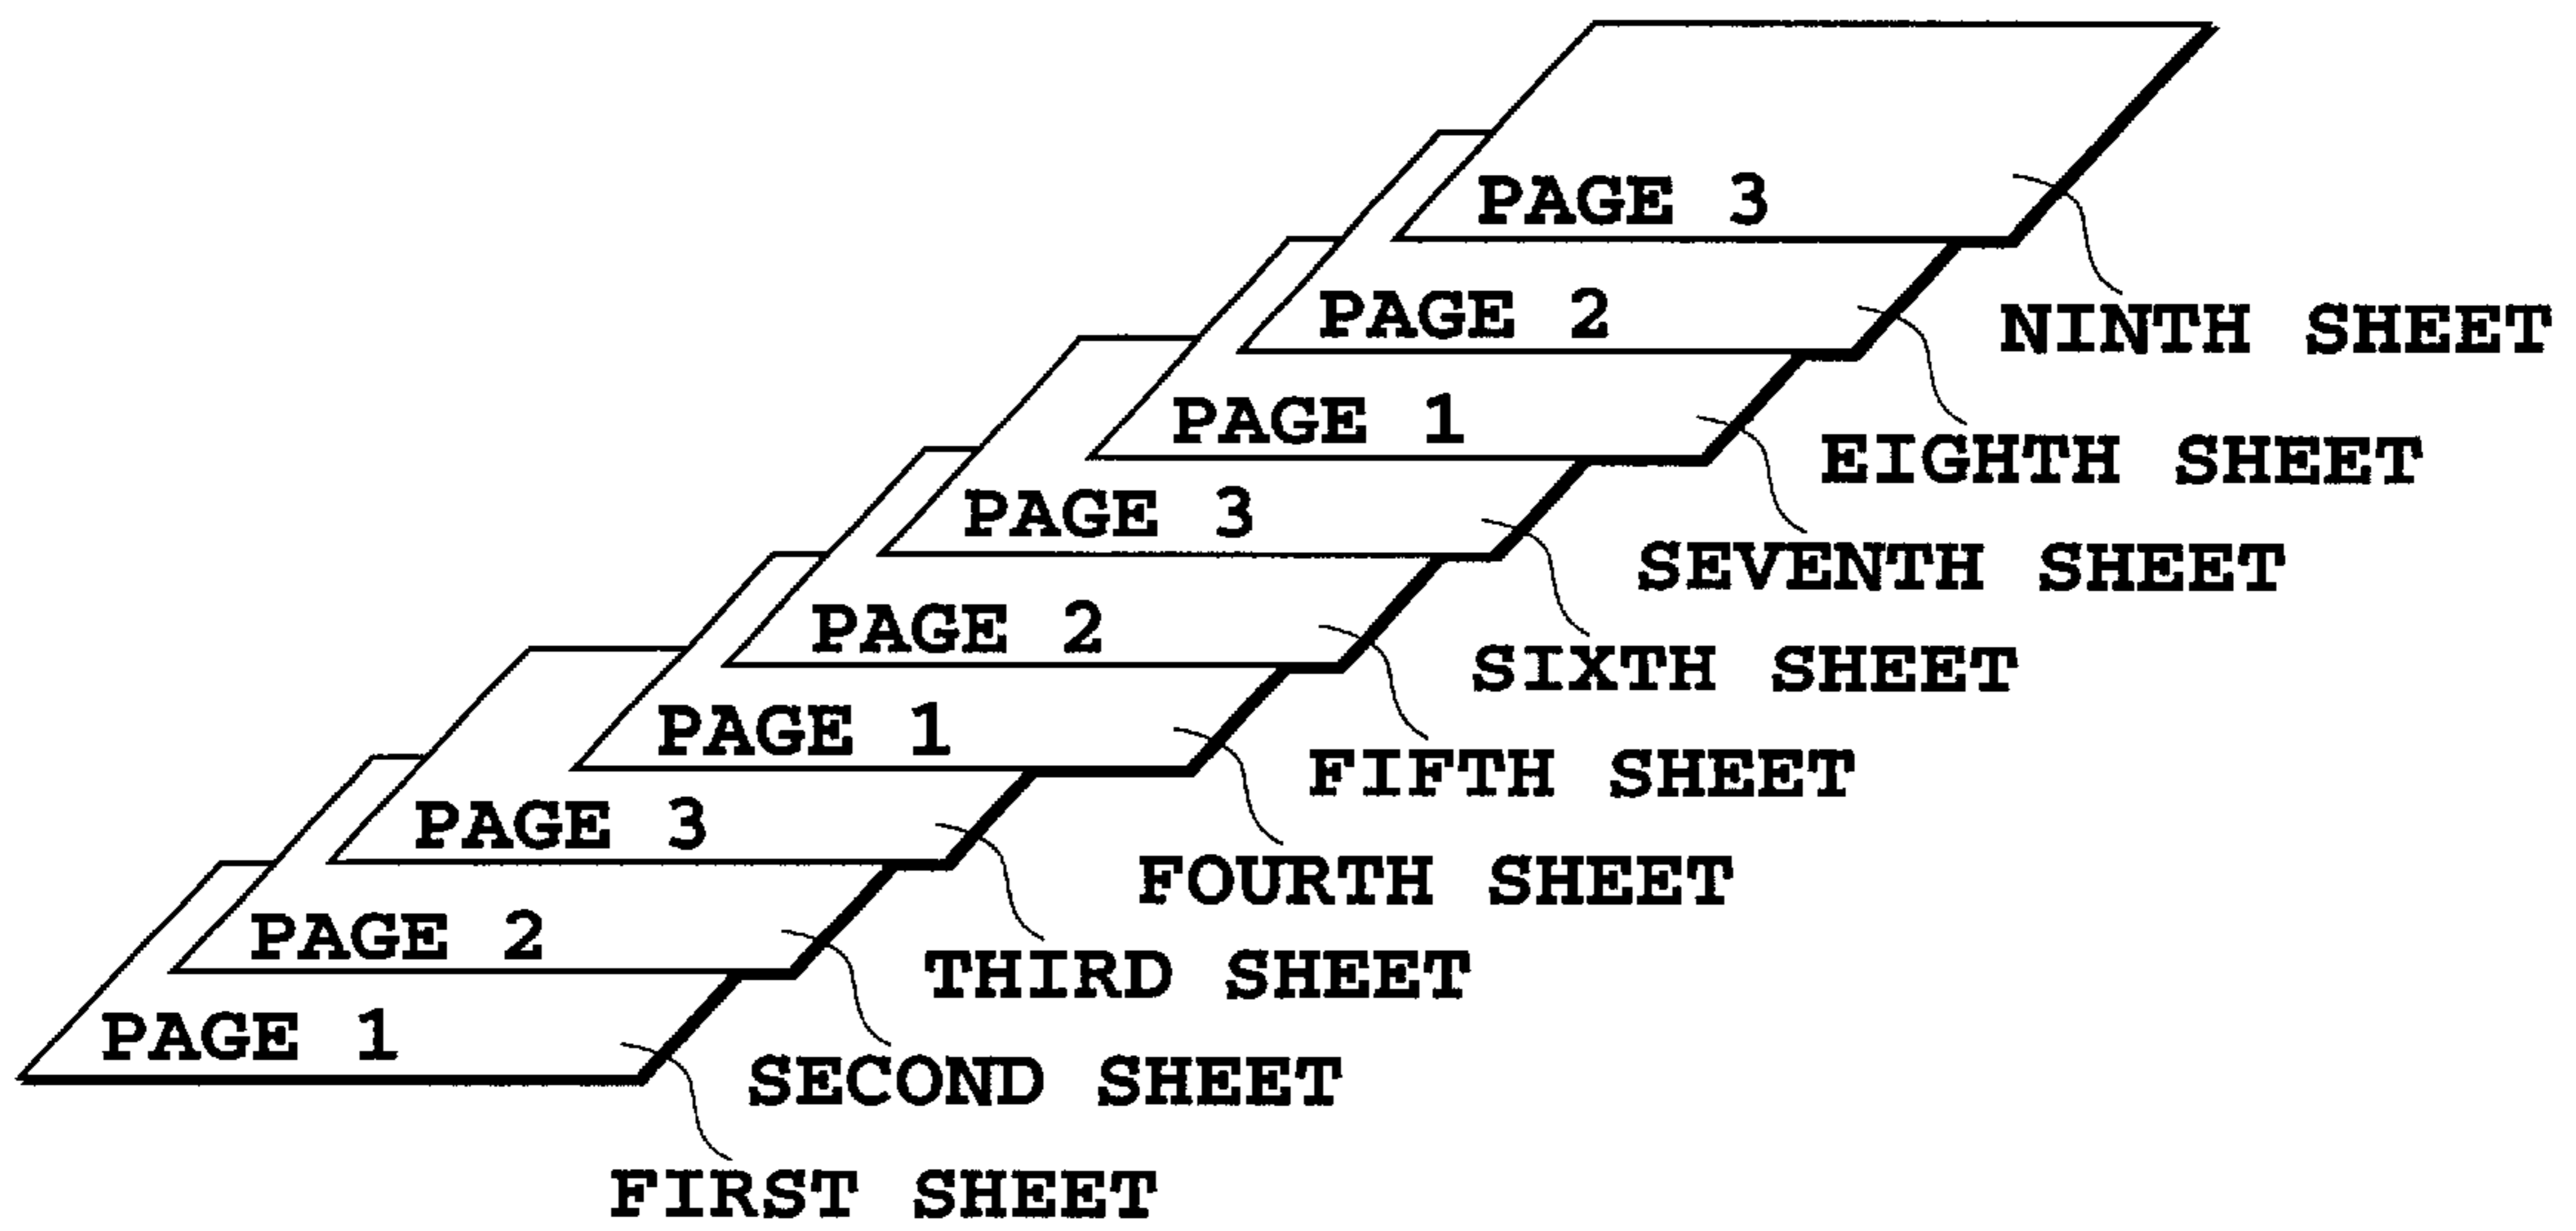 PAGE 3
NINTH SHEET
PAGE 2
EIGHTH SHEET
PAGE 1
SEVENTH SHEET
PAGE 3
SIXTH SHEET
PAGE 2
FIFTH SHEET
PAGE 1
FOURTH SHEET
PAGE 3
THIRD SHEET
PAGE 2
SECOND SHEET
PAGE 1
FIRST SHEET